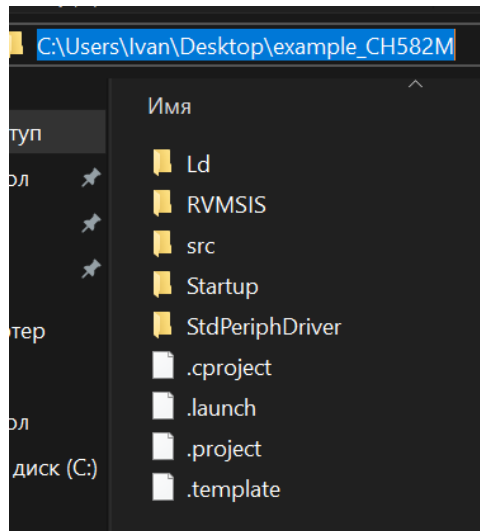 C:\Users\Ivan\Desktop\example_CH582M
Имя
туп
Ld
ол
RVMSIS
src
Startup
StdPeriphDriver
тер
.cproject
.launch
ол
.project
диск (C:)
.template